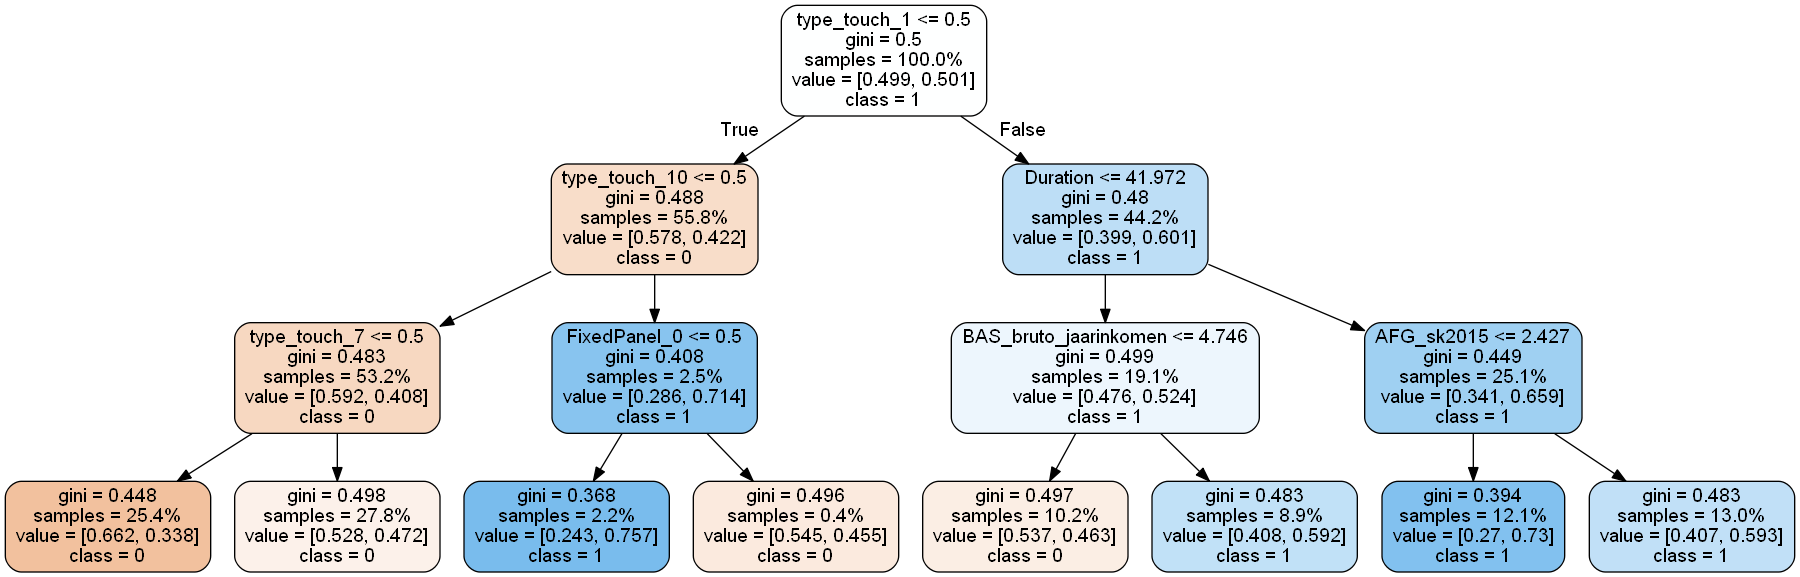 type_touch_1 <= 0.5
gini = 0.5
samples = 100.0%
value = [0.499, 0.501]
class = 1
True
False
type_touch_10 <= 0.5
gini = 0.488
samples = 55.8%
value = [0.578, 0.422]
class = 0
Duration <= 41.972
gini = 0.48
samples = 44.2%
value = [0.399, 0.601]
class = 1
type_touch_7 <= 0.5
gini = 0.483
samples = 53.2%
value = [0.592, 0.408]
class = 0
FixedPanel_0 <= 0.5
gini = 0.408
samples = 2.5%
value = [0.286, 0.714]
class = 1
BAS_bruto_jaarinkomen <= 4.746
gini = 0.499
samples = 19.1%
value = [0.476, 0.524]
class = 1
AFG_sk2015 <= 2.427
gini = 0.449
samples = 25.1%
value = [0.341, 0.659]
class = 1
gini = 0.448
samples = 25.4%
value = [0.662, 0.338]
class = 0
gini = 0.498
samples = 27.8%
value = [0.528, 0.472]
class = 0
gini = 0.368
samples = 2.2%
value = [0.243, 0.757]
class = 1
gini = 0.496
samples = 0.4%
value = [0.545, 0.455]
class = 0
gini = 0.497
samples = 10.2%
value = [0.537, 0.463]
class = 0
gini = 0.483
samples = 8.9%
value = [0.408, 0.592]
class = 1
gini = 0.394
samples = 12.1%
value = [0.27, 0.73]
class = 1
gini = 0.483
samples = 13.0%
value = [0.407, 0.593]
class = 1